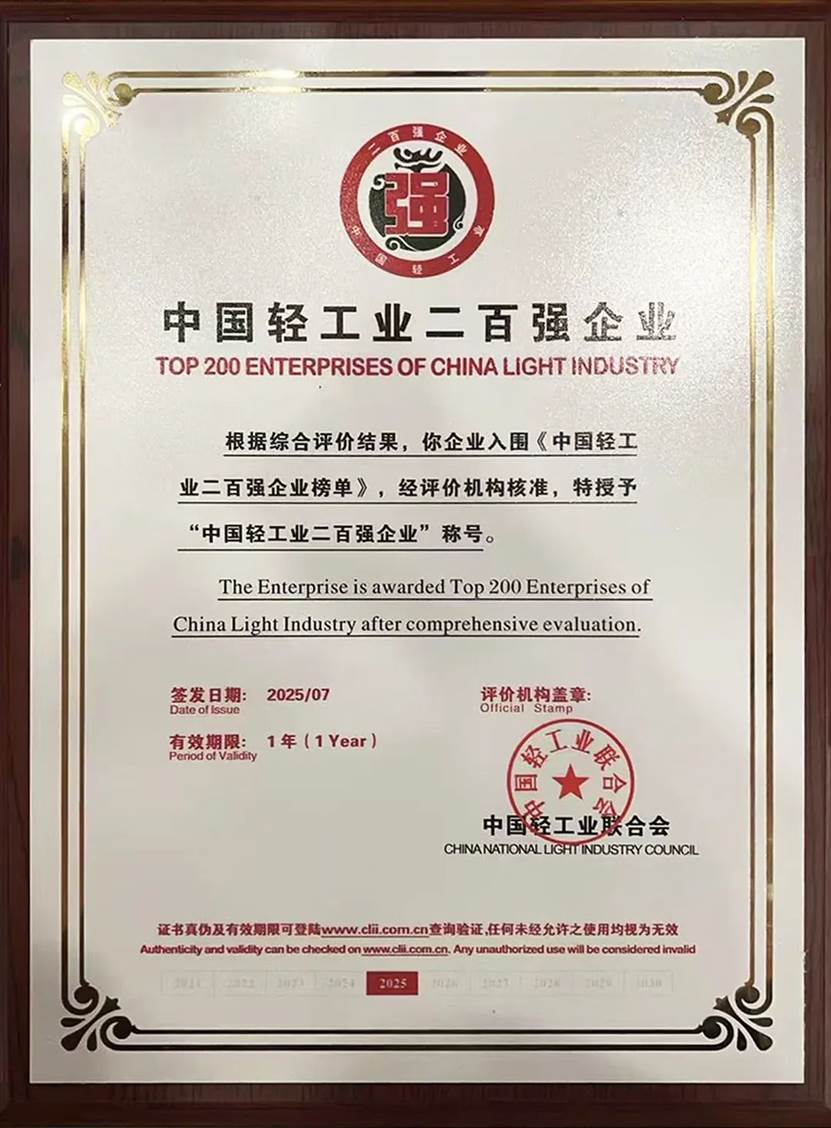 二百强企业
强
中国轻工业
中国轻工业二百强企业
TOP 200 ENTERPRISES OF CHINA LIGHT INDUSTRY
根据综合评价结果，你企业入围《中国轻工
业二百强企业榜单》，经评价机构核准，特授予
“中国轻工业二百强企业”称号。
The Enterprise is awarded Top 200 Enterprises of
China Light Industry after comprehensive evaluation.
签发日期: 2025/07
Date of Issue
有效期限: 1 年（1 Year）
Period of Validity
评价机构盖章:
Official Stamp
中国轻工业联合会
中国轻工业联合会
CHINA NATIONAL LIGHT INDUSTRY COUNCIL
证书真伪及有效期限可登陆www.clii.com.cn查询验证,任何未经允许之使用均视为无效
Authenticity and validity can be checked on www.clii.com.cn. Any unauthorized use will be considered invalid
2021 2022 2023 2024 2025 2026 2027 2028 2029 2030